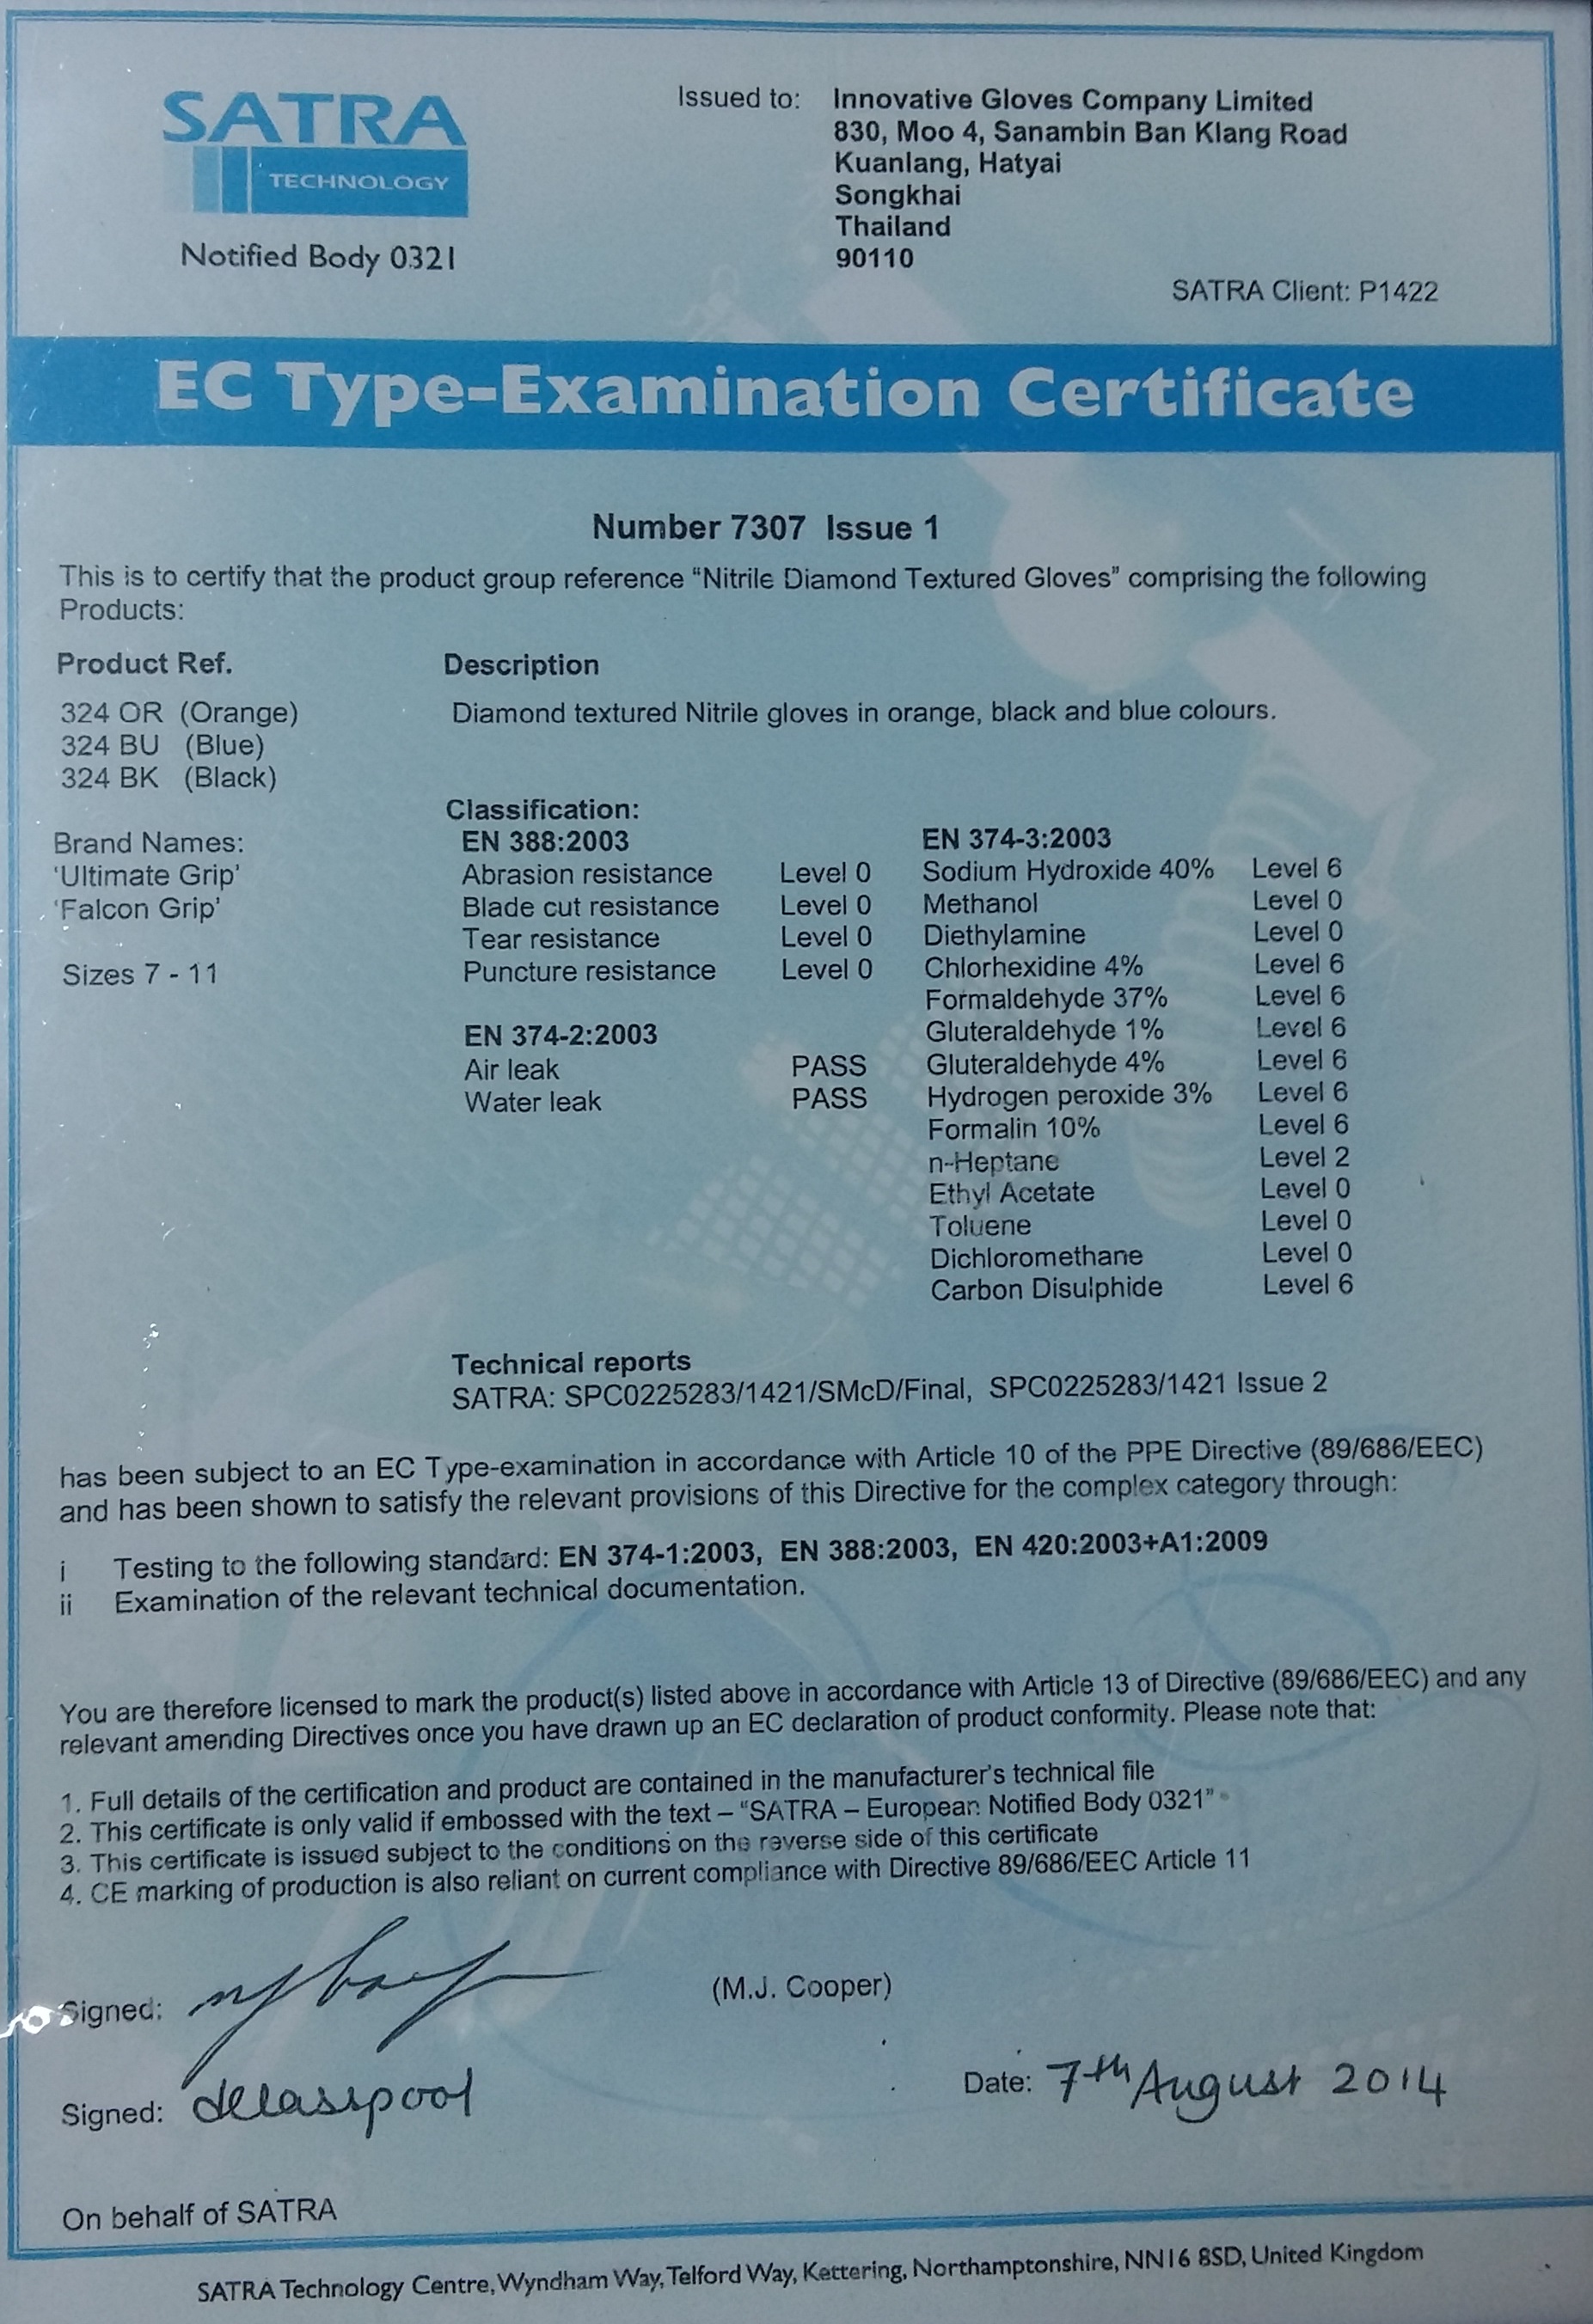 SATRA
TECHNOLOGY
Notified Body 0321
Issued to: Innovative Gloves Company Limited
830, Moo 4, Sanambin Ban Klang Road
Kuanlang, Hatyai
Songkhai
Thailand
90110
SATRA Client: P1422
EC Type-Examination Certificate
Number 7307 Issue 1
This is to certify that the product group reference “Nitrile Diamond Textured Gloves” comprising the following
Products:
Product Ref. Description
324 OR (Orange) Diamond textured Nitrile gloves in orange, black and blue colours.
324 BU (Blue)
324 BK (Black)
Brand Names:
‘Ultimate Grip’
‘Falcon Grip’
Sizes 7 - 11
Classification:
EN 388:2003
Abrasion resistance Level 0
Blade cut resistance Level 0
Tear resistance Level 0
Puncture resistance Level 0
EN 374-2:2003
Air leak PASS
Water leak PASS
EN 374-3:2003
Sodium Hydroxide 40% Level 6
Methanol Level 0
Diethylamine Level 0
Chlorhexidine 4% Level 6
Formaldehyde 37% Level 6
Gluteraldehyde 1% Level 6
Gluteraldehyde 4% Level 6
Hydrogen peroxide 3% Level 6
Formalin 10% Level 6
n-Heptane Level 2
Ethyl Acetate Level 0
Toluene Level 0
Dichloromethane Level 0
Carbon Disulphide Level 6
Technical reports
SATRA: SPC0225283/1421/SMcD/Final, SPC0225283/1421 Issue 2
has been subject to an EC Type-examination in accordance with Article 10 of the PPE Directive (89/686/EEC)
and has been shown to satisfy the relevant provisions of this Directive for the complex category through:
i Testing to the following standard: EN 374-1:2003, EN 388:2003, EN 420:2003+A1:2009
ii Examination of the relevant technical documentation.
You are therefore licensed to mark the product(s) listed above in accordance with Article 13 of Directive (89/686/EEC) and any
relevant amending Directives once you have drawn up an EC declaration of product conformity. Please note that:
1. Full details of the certification and product are contained in the manufacturer's technical file
2. This certificate is only valid if embossed with the text – “SATRA – European Notified Body 0321”
3. This certificate is issued subject to the conditions on the reverse side of this certificate
4. CE marking of production is also reliant on current compliance with Directive 89/686/EEC Article 11
Signed: (M.J. Cooper)
Signed:
Date: 7th August 2014
On behalf of SATRA
SATRA Technology Centre, Wyndham Way, Telford Way, Kettering, Northamptonshire, NN16 8SD, United Kingdom